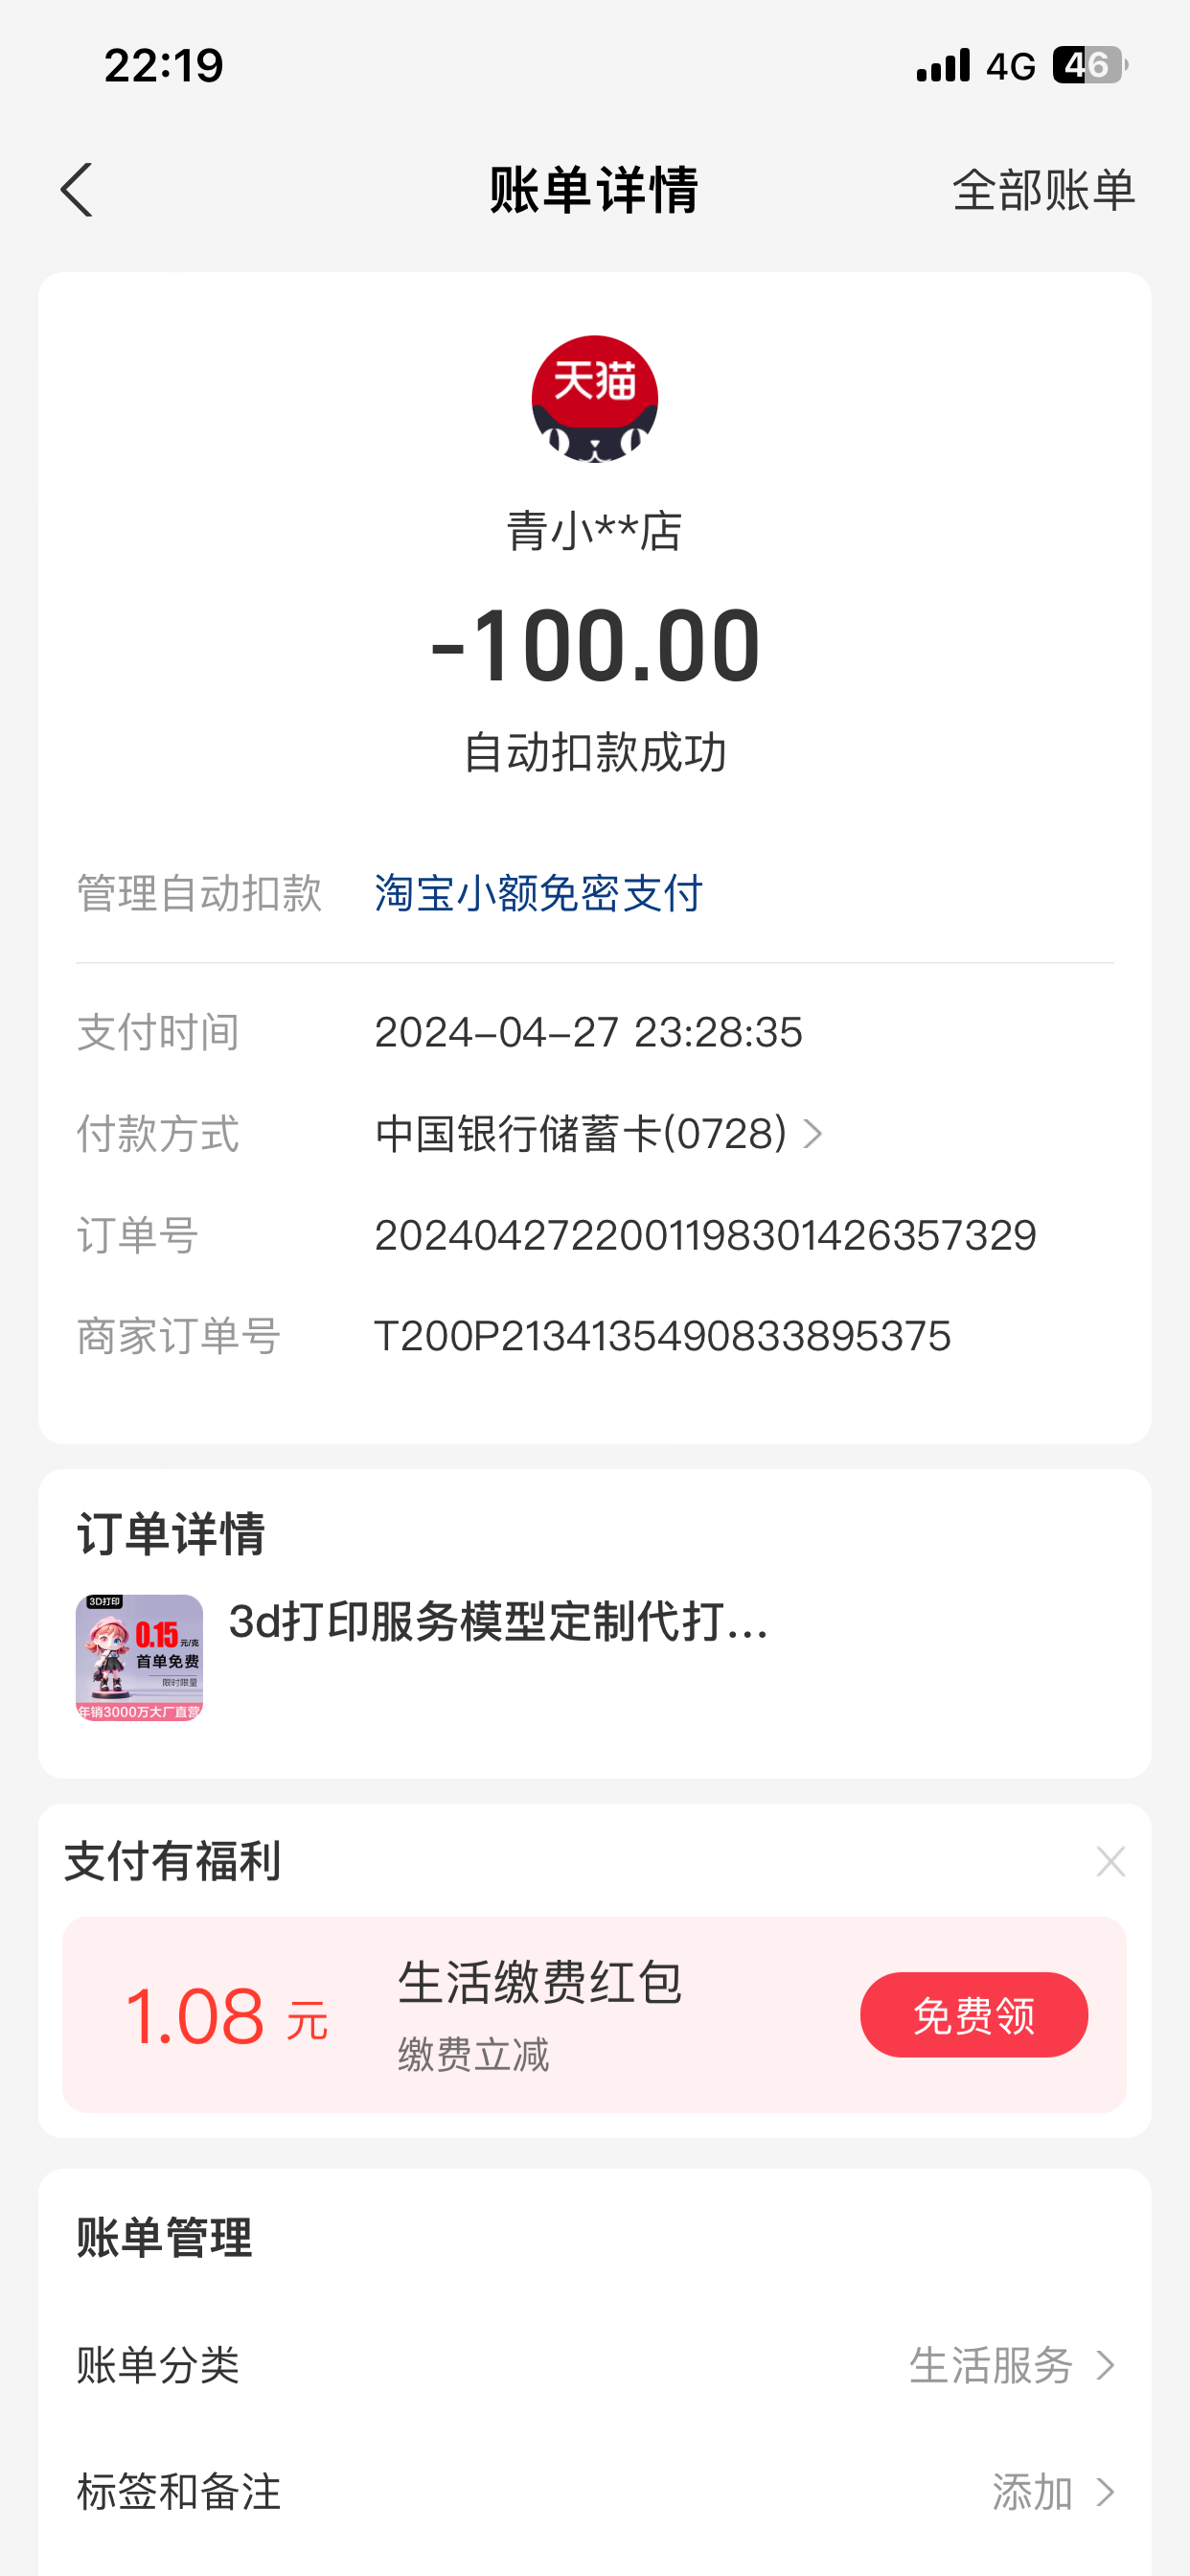 22:19 4G 46
账单详情 全部账单
天猫
青小**店
-100.00
自动扣款成功
管理自动扣款 淘宝小额免密支付
支付时间 2024-04-27 23:28:35
付款方式 中国银行储蓄卡(0728)
订单号 2024042722001198301426357329
商家订单号 T200P2134135490833895375
订单详情
3D打印
0.15元/克
首单免费
限时限量
年销3000万大厂直营
3d打印服务模型定制代打...
支付有福利
1.08 元 生活缴费红包 免费领
缴费立减
账单管理
账单分类 生活服务
标签和备注 添加